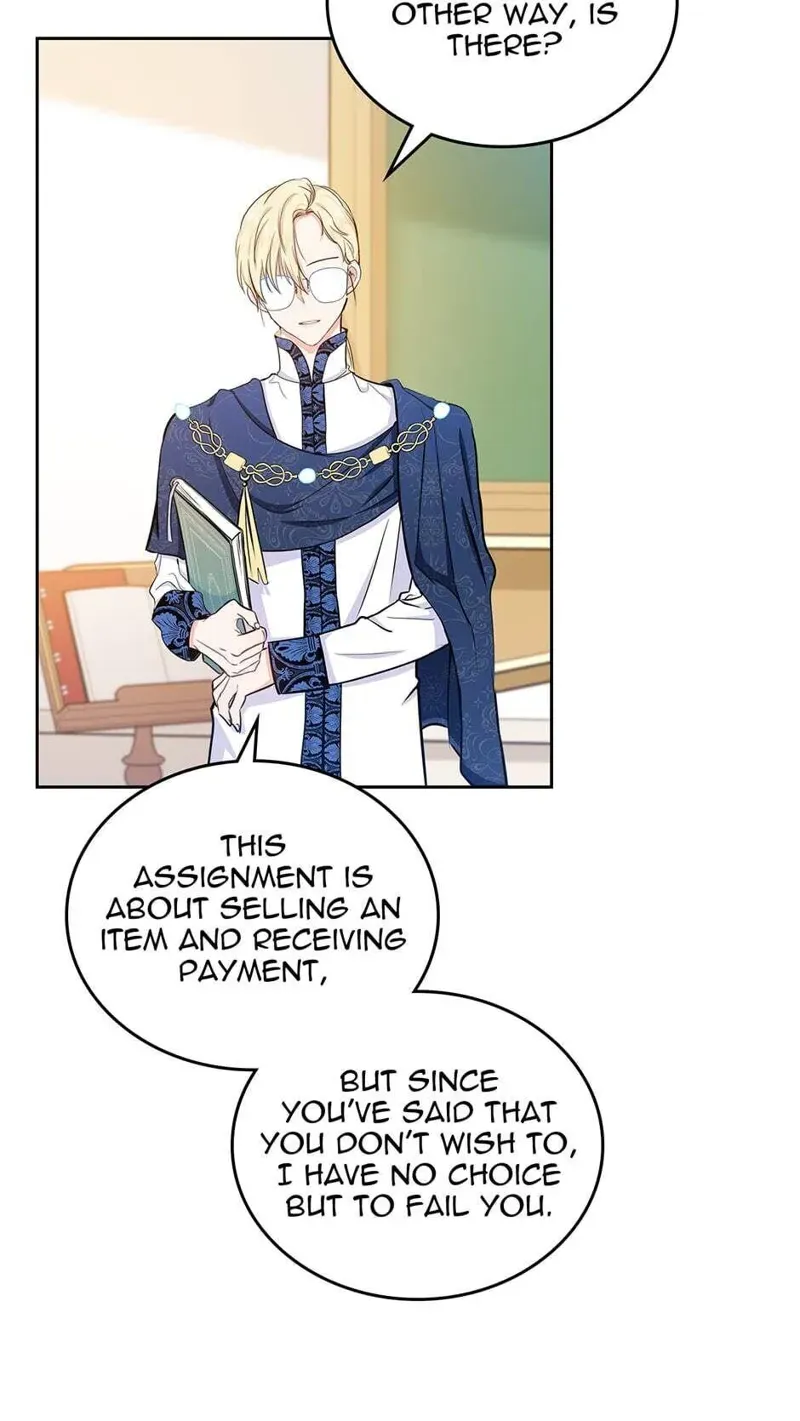 OTHER WAY, IS
THERE?
THIS
ASSIGNMENT IS
ABOUT SELLING AN
ITEM AND RECEIVING
PAYMENT,
BUT SINCE
YOU'VE SAID THAT
YOU DON'T WISH TO,
I HAVE NO CHOICE
BUT TO FAIL YOU.